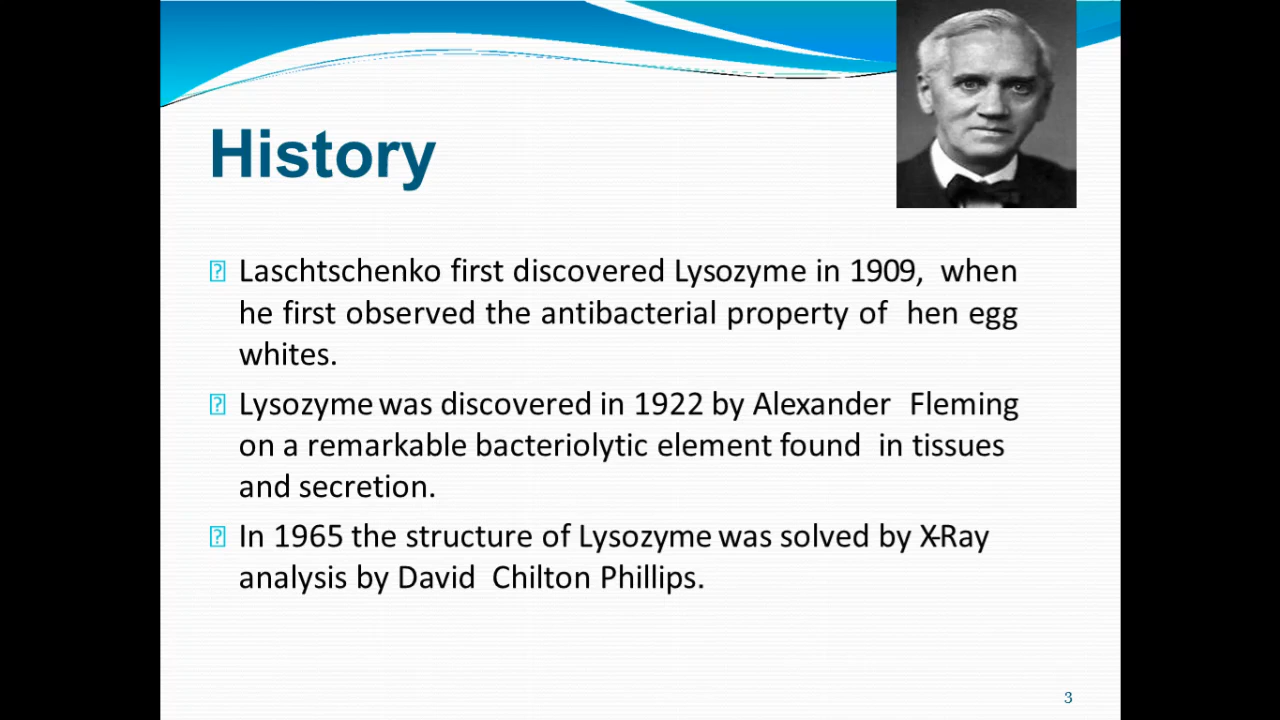 History
Laschtschenko first discovered Lysozyme in 1909, when
he first observed the antibacterial property of hen egg
whites.
Lysozyme was discovered in 1922 by Alexander Fleming
on a remarkable bacteriolytic element found in tissues
and secretion.
In 1965 the structure of Lysozyme was solved by X-Ray
analysis by David Chilton Phillips.
3